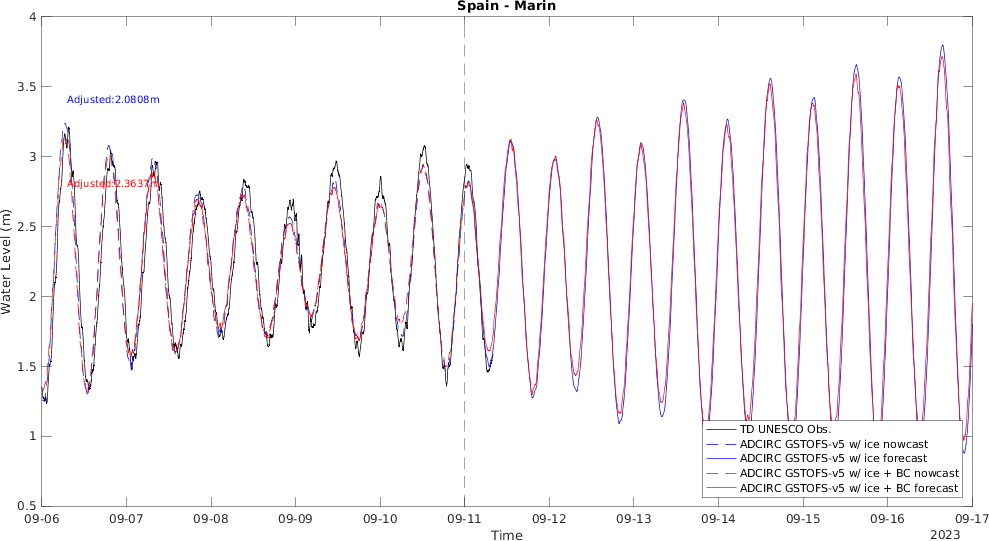 Spain - Marin
4
3.5
3
2.5
2
1.5
1
0.5
Water Level (m)
Adjusted:2.0808m
Adjusted:2.3637m
TD UNESCO Obs.
ADCIRC GSTOFS-v5 w/ ice nowcast
ADCIRC GSTOFS-v5 w/ ice forecast
ADCIRC GSTOFS-v5 w/ ice + BC nowcast
ADCIRC GSTOFS-v5 w/ ice + BC forecast
09-06 09-07 09-08 09-09 09-10 09-11 09-12 09-13 09-14 09-15 09-16 09-17
Time
2023